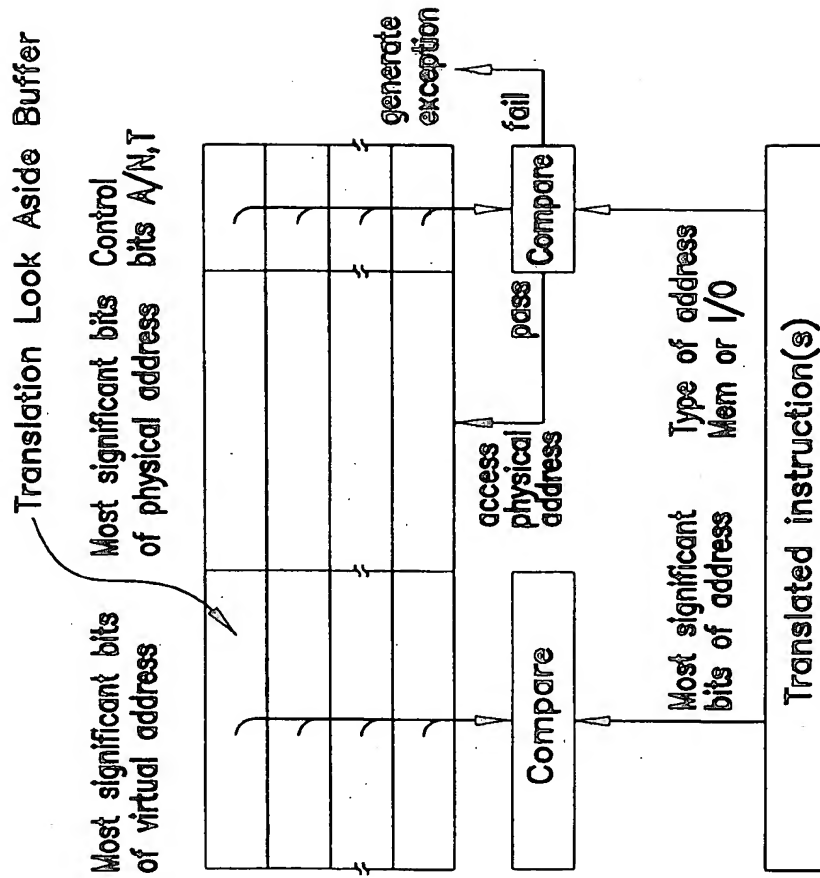 Translation Look Aside Buffer
Most significant bits
of virtual address
Most significant bits
of physical address
Control
bits A/N,T
generate
exception
access
physical
address
pass
fail
Compare
Compare
Most significant
bits of address
Type of address
Mem or I/O
Translated instruction(s)